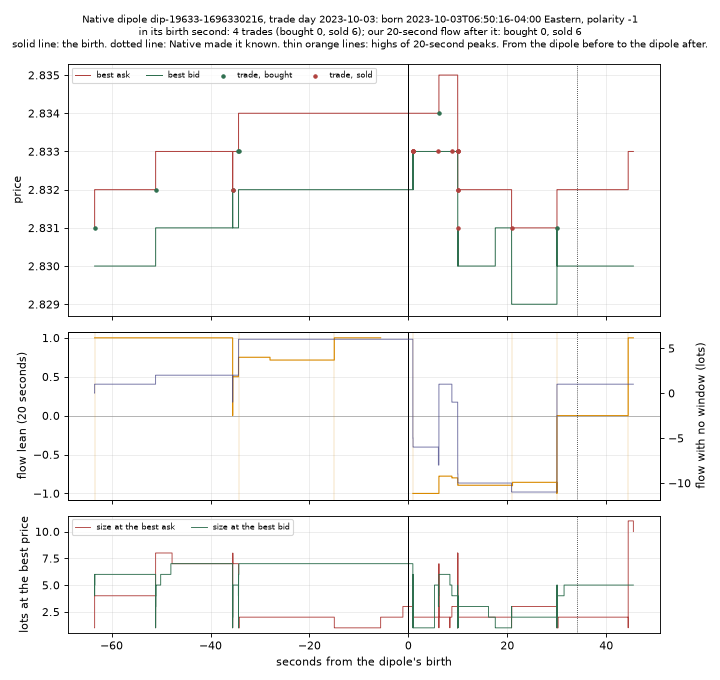 Native dipole dip-19633-1696330216, trade day 2023-10-03: born 2023-10-03T06:50:16-04:00 Eastern, polarity -1
in its birth second: 4 trades (bought 0, sold 6); our 20-second flow after it: bought 0, sold 6
solid line: the birth. dotted line: Native made it known. thin orange lines: highs of 20-second peaks. From the dipole before to the dipole after.
best ask
best bid
trade, bought
trade, sold
2.835
2.834
2.833
2.832
2.831
2.830
2.829
price
1.0
0.5
0.0
−0.5
−1.0
flow lean (20 seconds)
5
0
−5
−10
flow with no window (lots)
size at the best ask
size at the best bid
10.0
7.5
5.0
2.5
lots at the best price
−60
−40
−20
0
20
40
seconds from the dipole's birth